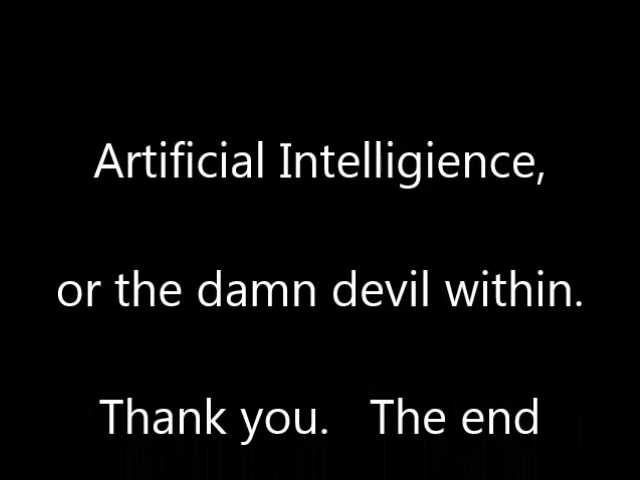 Artificial Intelligience,
or the damn devil within.
Thank you. The end